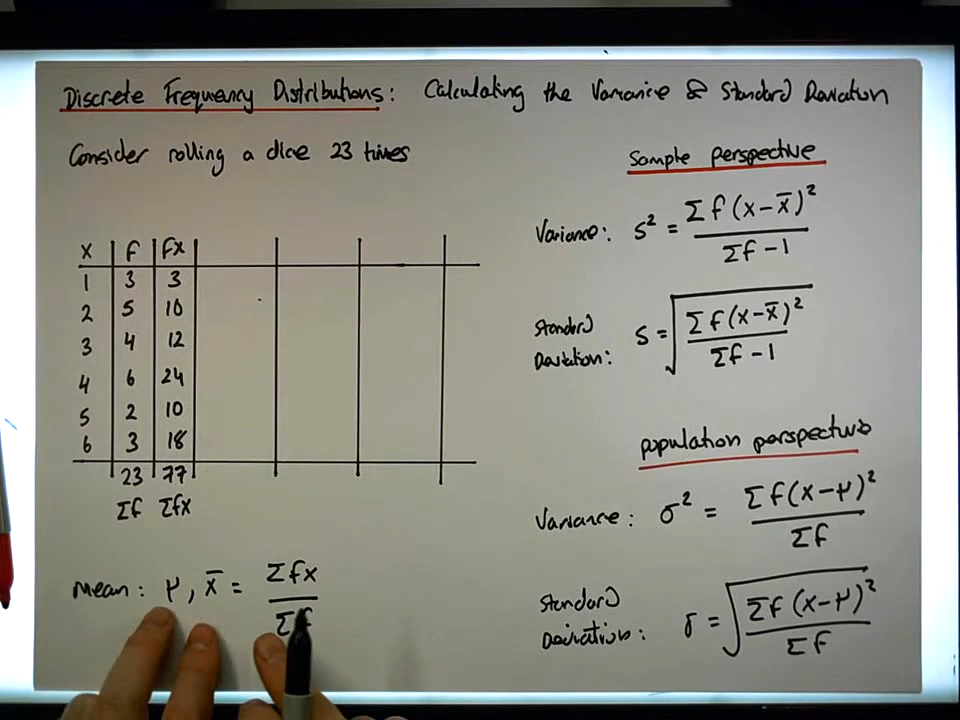 Discrete Frequency Distributions: Calculating the Variance & Standard Deviation
Consider rolling a dice 23 times
x f fx
1 3 3
2 5 10
3 4 12
4 6 24
5 2 10
6 3 18
23 77
Σf Σfx
Mean: μ, x̄ = Σfx / Σf
Sample perspective
Variance: s² = Σf(x-x̄)² / Σf-1
Standard
Deviation: s = √(Σf(x-x̄)² / Σf-1)
population perspective
Variance: σ² = Σf(x-μ)² / Σf
Standard
Deviation: σ = √(Σf(x-μ)² / Σf)